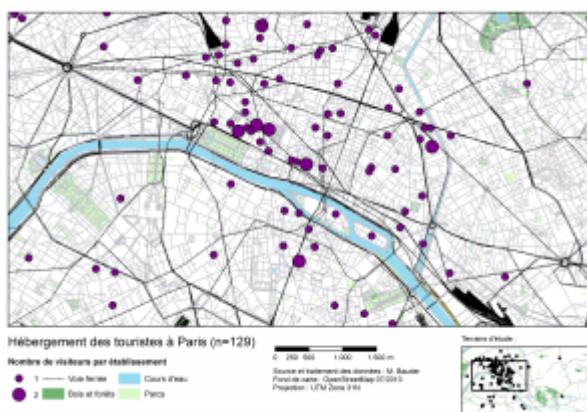 Hébergement des touristes à Paris (n=129)
Nombre de visiteurs par établissement
1
Voie ferrée
Cours d'eau
2
Bois et forêts
Parcs
0 250 500 1 000 1 500 m
Source et traitement des données : M. Bauder
Fond de carte : OpenStreetMap 07/2013
Projection : UTM Zone 31N
Terrains d'étude :